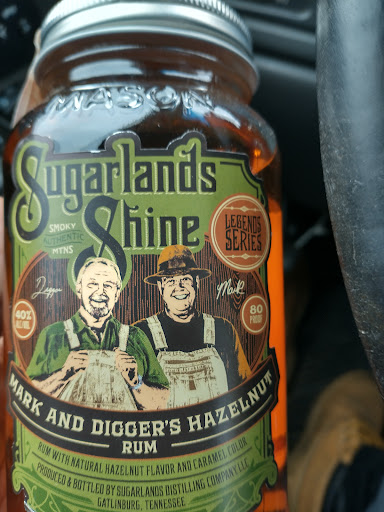 MASON
Sugarlands
Shine
SMOKY
AUTHENTIC
MTNS
LEGENDS
SERIES
Digger
Mark
40%
ALC/VOL
80
PROOF
MARK AND DIGGER'S HAZELNUT
RUM
RUM WITH NATURAL HAZELNUT FLAVOR AND CARAMEL COLOR
PRODUCED & BOTTLED BY SUGARLANDS DISTILLING COMPANY LLC
GATLINBURG, TENNESSEE